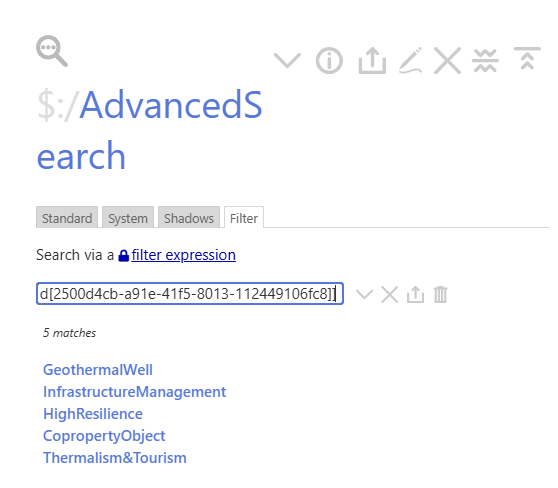 $:/AdvancedS
earch
Standard System Shadows Filter
Search via a filter expression
d[2500d4cb-a91e-41f5-8013-112449106fc8]]
5 matches
GeothermalWell
InfrastructureManagement
HighResilience
CopropertyObject
Thermalism&Tourism